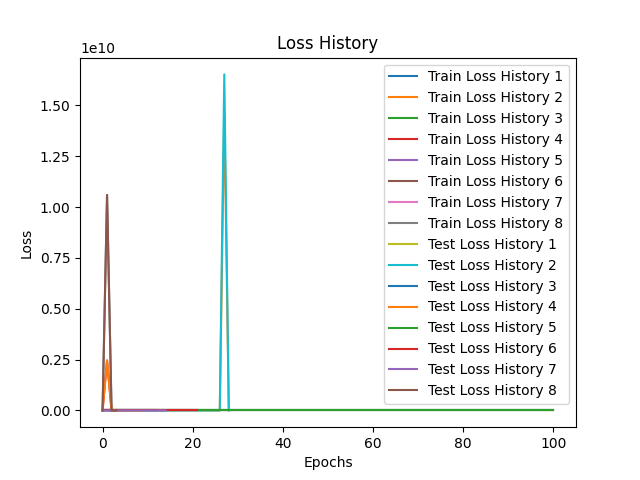 Loss History
1e10
1.50
1.25
1.00
0.75
0.50
0.25
0.00
Loss
0
20
40
60
80
100
Epochs
Train Loss History 1
Train Loss History 2
Train Loss History 3
Train Loss History 4
Train Loss History 5
Train Loss History 6
Train Loss History 7
Train Loss History 8
Test Loss History 1
Test Loss History 2
Test Loss History 3
Test Loss History 4
Test Loss History 5
Test Loss History 6
Test Loss History 7
Test Loss History 8